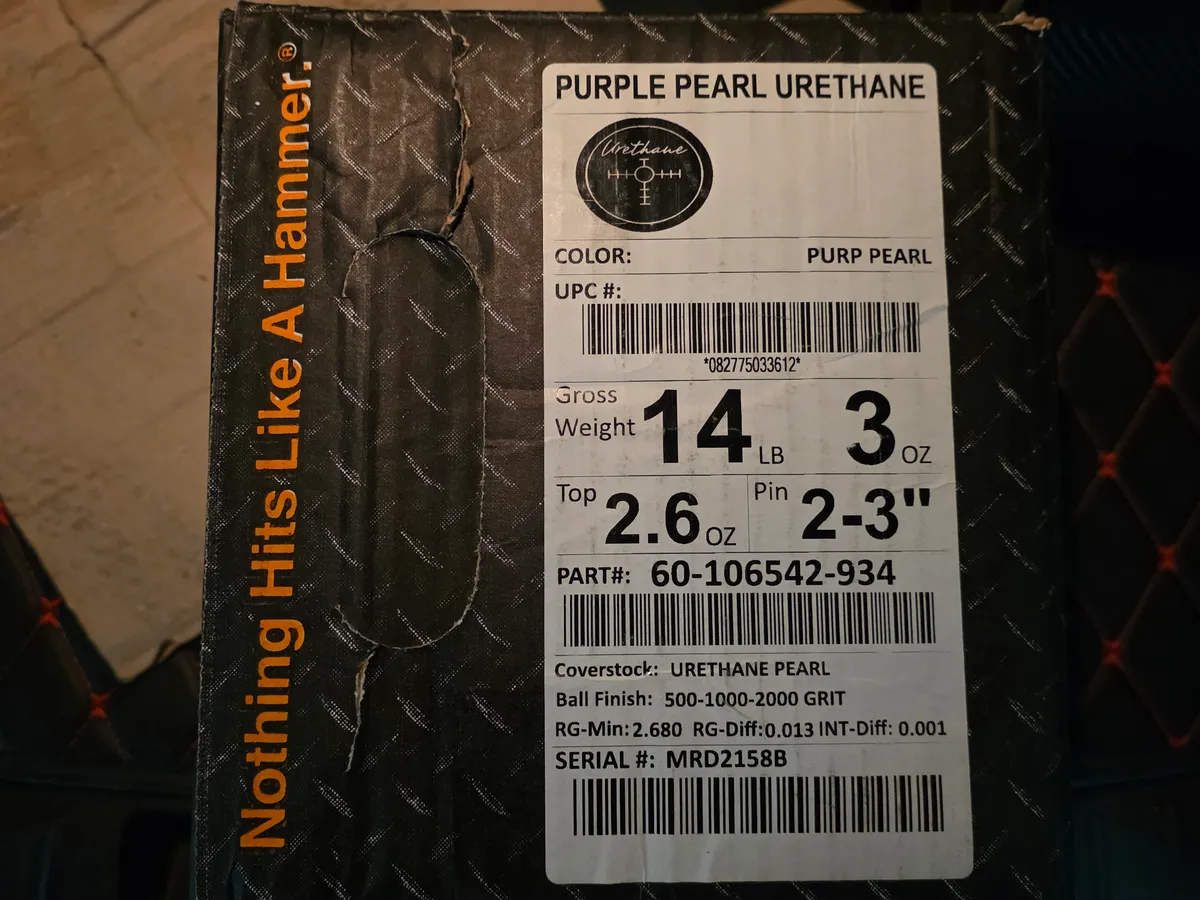 Nothing Hits Like A Hammer.®
PURPLE PEARL URETHANE
Urethane
COLOR: PURP PEARL
UPC #:
*082775033612*
Gross
Weight 14 LB 3 OZ
Top 2.6 OZ Pin 2-3"
PART#: 60-106542-934
Coverstock: URETHANE PEARL
Ball Finish: 500-1000-2000 GRIT
RG-Min: 2.680 RG-Diff: 0.013 INT-Diff: 0.001
SERIAL #: MRD2158B